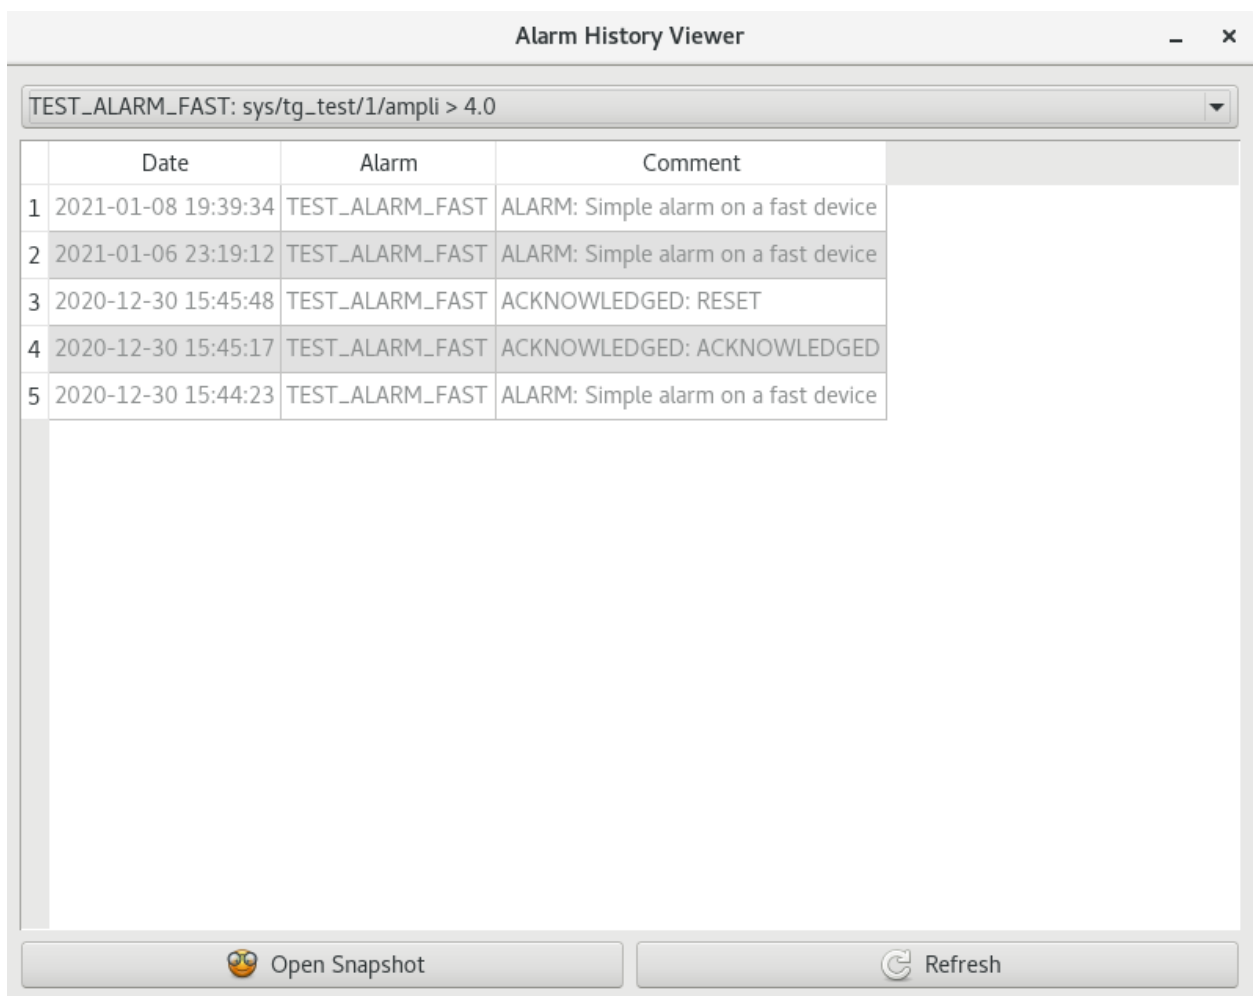 Alarm History Viewer
TEST_ALARM_FAST: sys/tg_test/1/ampli > 4.0
Date Alarm Comment
1 2021-01-08 19:39:34 TEST_ALARM_FAST ALARM: Simple alarm on a fast device
2 2021-01-06 23:19:12 TEST_ALARM_FAST ALARM: Simple alarm on a fast device
3 2020-12-30 15:45:48 TEST_ALARM_FAST ACKNOWLEDGED: RESET
4 2020-12-30 15:45:17 TEST_ALARM_FAST ACKNOWLEDGED: ACKNOWLEDGED
5 2020-12-30 15:44:23 TEST_ALARM_FAST ALARM: Simple alarm on a fast device
Open Snapshot Refresh